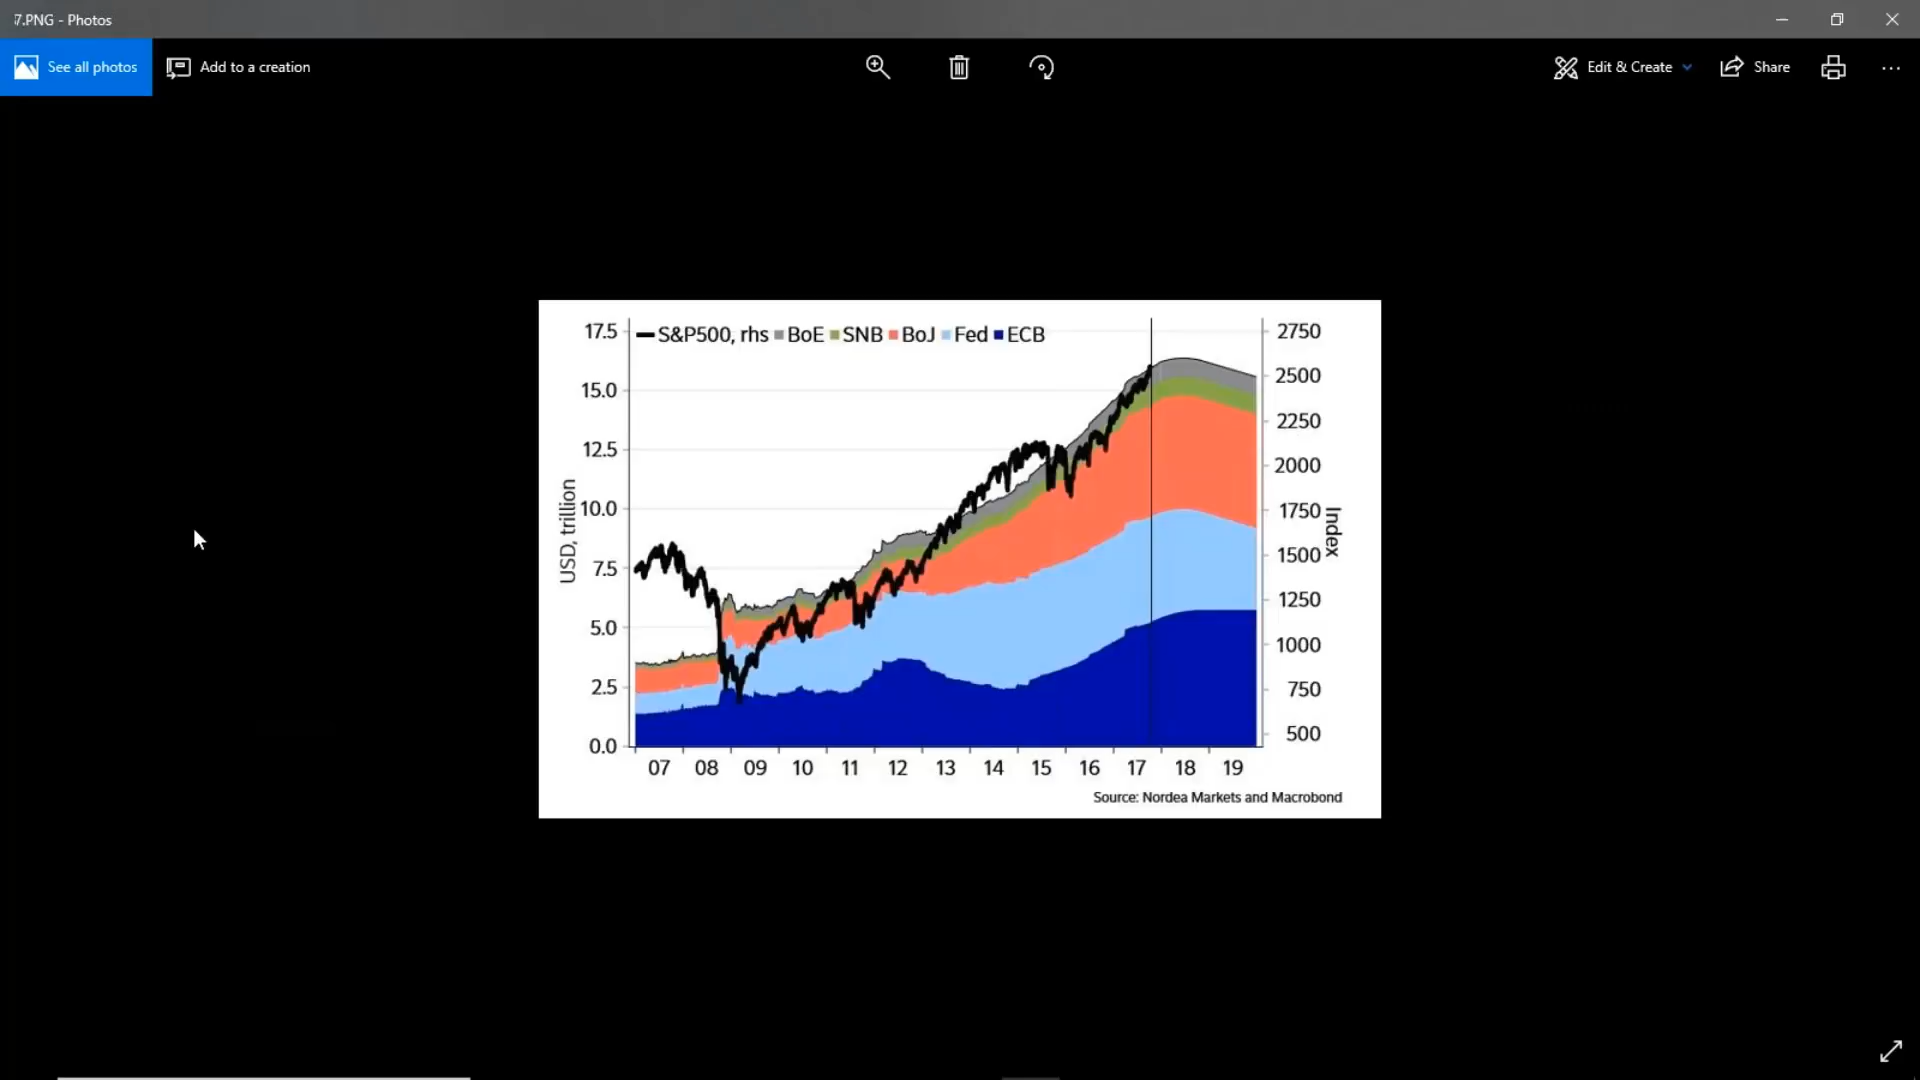 7.PNG - Photos
See all photos
Add to a creation
Edit & Create
Share
S&P500, rhs BoE SNB BoJ Fed ECB
17.5
15.0
12.5
10.0
7.5
5.0
2.5
0.0
USD, trillion
2750
2500
2250
2000
1750
1500
1250
1000
750
500
Index
07 08 09 10 11 12 13 14 15 16 17 18 19
Source: Nordea Markets and Macrobond